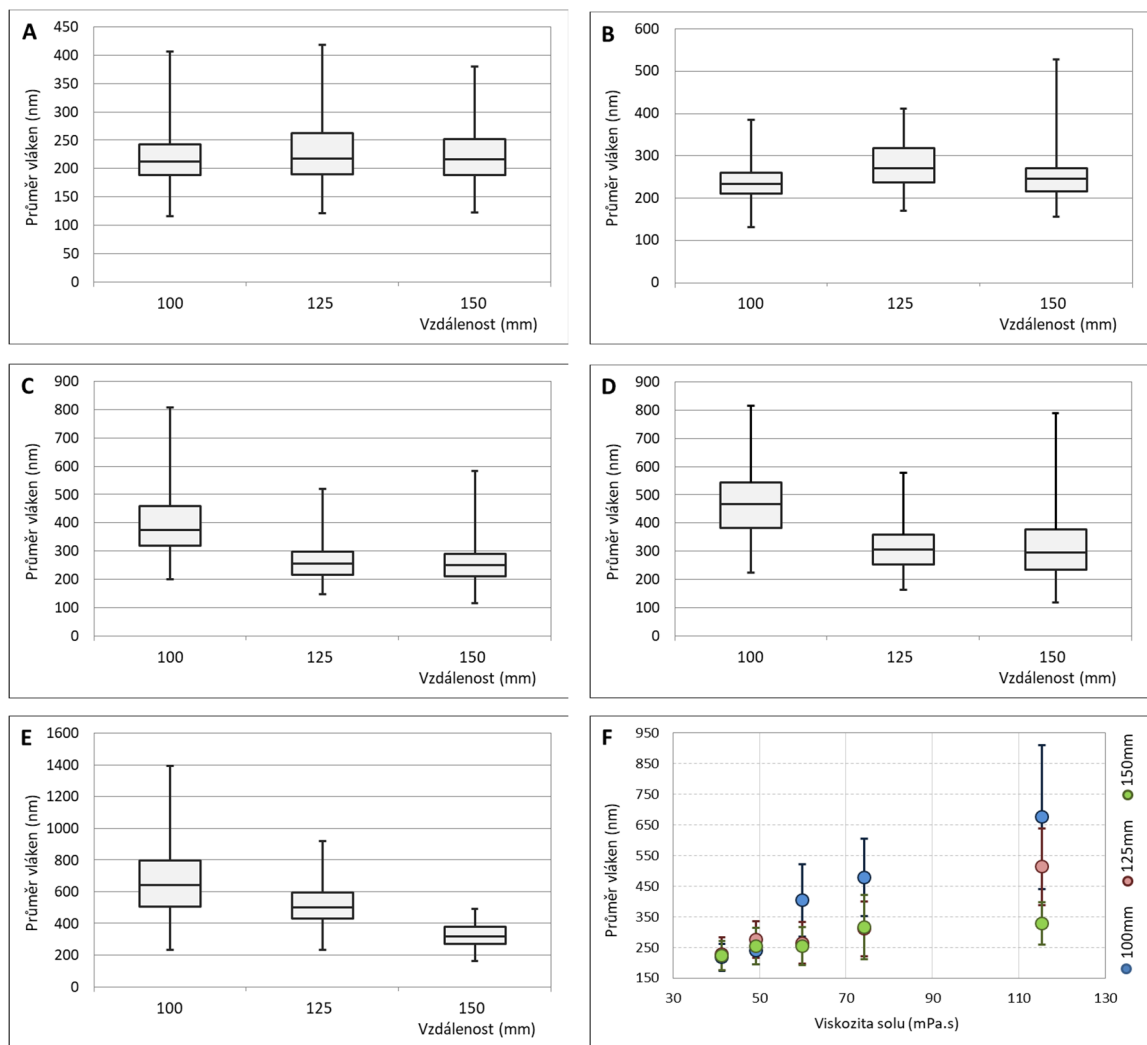 A
Průměr vláken (nm)
450
400
350
300
250
200
150
100
50
0
100 125 150
Vzdálenost (mm)
B
Průměr vláken (nm)
600
500
400
300
200
100
0
100 125 150
Vzdálenost (mm)
C
Průměr vláken (nm)
900
800
700
600
500
400
300
200
100
0
100 125 150
Vzdálenost (mm)
D
Průměr vláken (nm)
900
800
700
600
500
400
300
200
100
0
100 125 150
Vzdálenost (mm)
E
Průměr vláken (nm)
1600
1400
1200
1000
800
600
400
200
0
100 125 150
Vzdálenost (mm)
F
Průměr vláken (nm)
950
850
750
650
550
450
350
250
150
30 50 70 90 110 130
Viskozita solu (mPa.s)
100mm
125mm
150mm